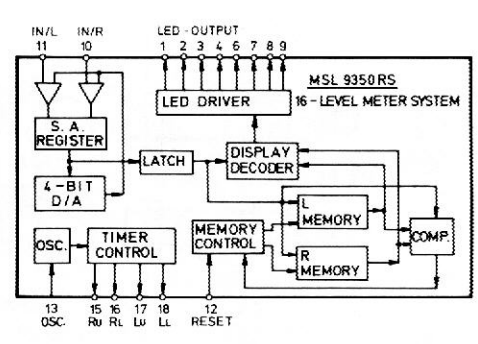 IN/L IN/R LED-OUTPUT
11 10 1 2 3 4 6 7 8 9
MSL 9350RS
LED DRIVER 16-LEVEL METER SYSTEM
S. A.
REGISTER
LATCH
DISPLAY
DECODER
4-BIT
D/A
L
MEMORY
MEMORY
CONTROL
COMP.
OSC.
TIMER
CONTROL
R
MEMORY
13 15 16 17 18 12
OSC. RU RL LU LL RESET